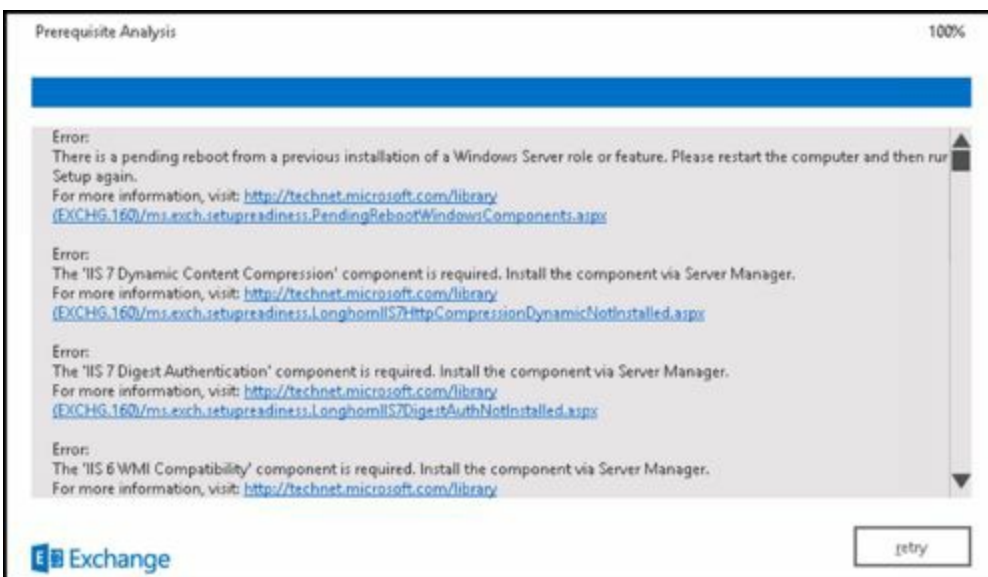 Prerequisite Analysis 100%
Error:
There is a pending reboot from a previous installation of a Windows Server role or feature. Please restart the computer and then run
Setup again.
For more information, visit: http://technet.microsoft.com/library
(EXCHG.160)/ms.exch.setupreadiness.PendingRebootWindowsComponents.aspx
Error:
The 'IIS 7 Dynamic Content Compression' component is required. Install the component via Server Manager.
For more information, visit: http://technet.microsoft.com/library
(EXCHG.160)/ms.exch.setupreadiness.LonghornIIS7HttpCompressionDynamicNotInstalled.aspx
Error:
The 'IIS 7 Digest Authentication' component is required. Install the component via Server Manager.
For more information, visit: http://technet.microsoft.com/library
(EXCHG.160)/ms.exch.setupreadiness.LonghornIIS7DigestAuthNotInstalled.aspx
Error:
The 'IIS 6 WMI Compatibility' component is required. Install the component via Server Manager.
For more information, visit: http://technet.microsoft.com/library
Exchange
retry